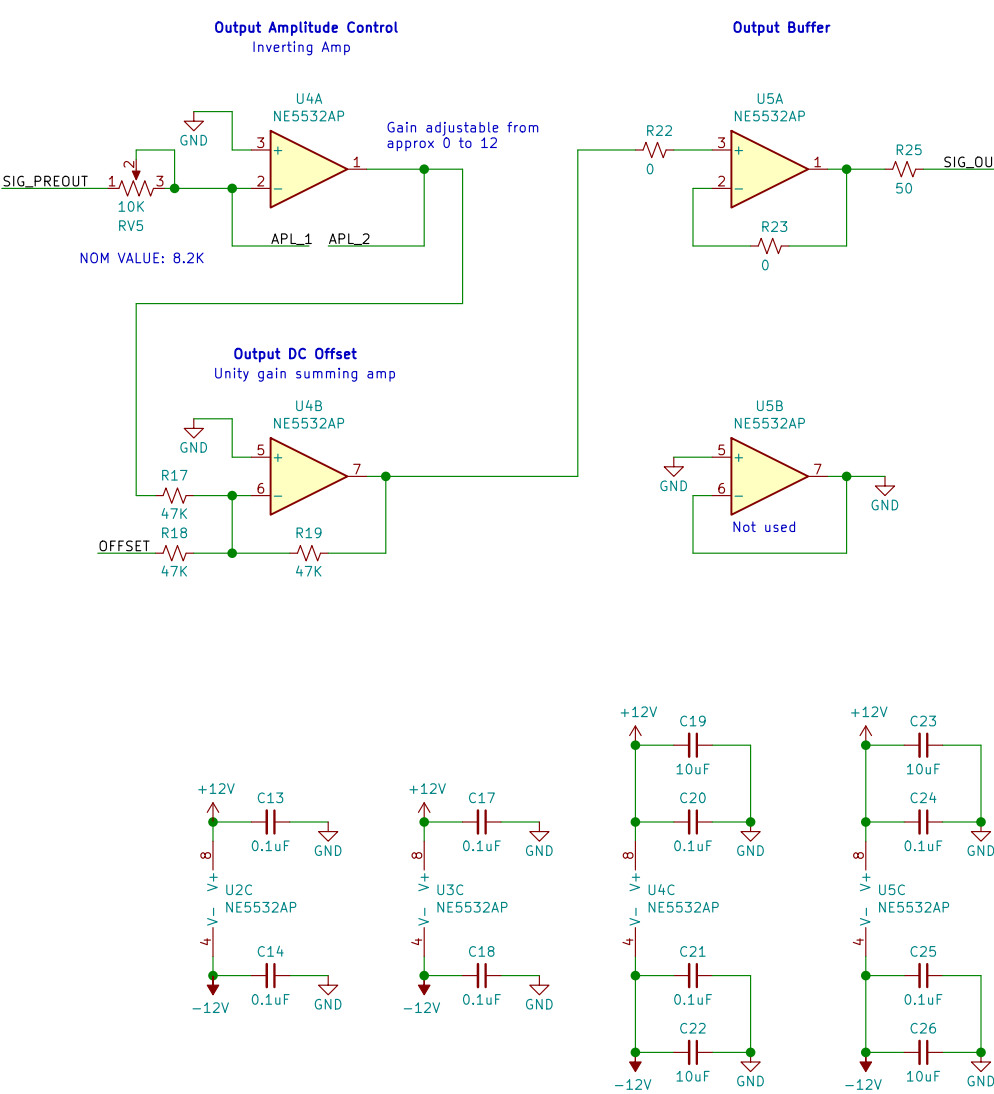 Output Amplitude Control
Inverting Amp
Output Buffer
U4A
NE5532AP
GND
3
+
2
−
1
Gain adjustable from
approx 0 to 12
SIG_PREOUT
1
2
3
10K
RV5
NOM VALUE: 8.2K
APL_1
APL_2
R22
0
U5A
NE5532AP
3
+
2
−
1
R23
0
R25
50
SIG_OU
Output DC Offset
Unity gain summing amp
U4B
NE5532AP
GND
5
+
6
−
7
R17
47K
OFFSET
R18
47K
R19
47K
U5B
NE5532AP
GND
5
+
6
−
7
GND
Not used
+12V
C13
0.1uF
GND
8
V+
U2C
NE5532AP
V−
4
C14
0.1uF
GND
−12V
+12V
C17
0.1uF
GND
8
V+
U3C
NE5532AP
V−
4
C18
0.1uF
GND
−12V
+12V
C19
10uF
C20
0.1uF
GND
8
V+
U4C
NE5532AP
V−
4
C21
0.1uF
C22
10uF
GND
−12V
+12V
C23
10uF
C24
0.1uF
GND
8
V+
U5C
NE5532AP
V−
4
C25
0.1uF
C26
10uF
GND
−12V